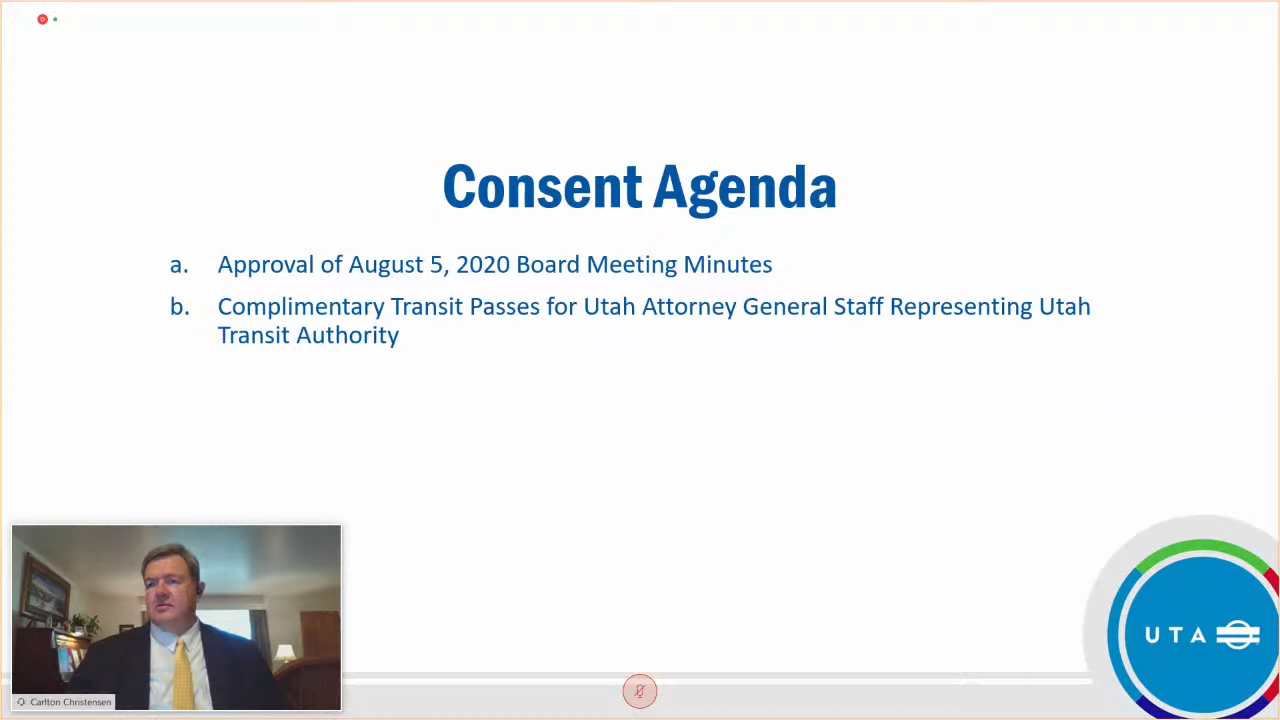 Consent Agenda
a. Approval of August 5, 2020 Board Meeting Minutes
b. Complimentary Transit Passes for Utah Attorney General Staff Representing Utah
Transit Authority
UTA
Carlton Christensen